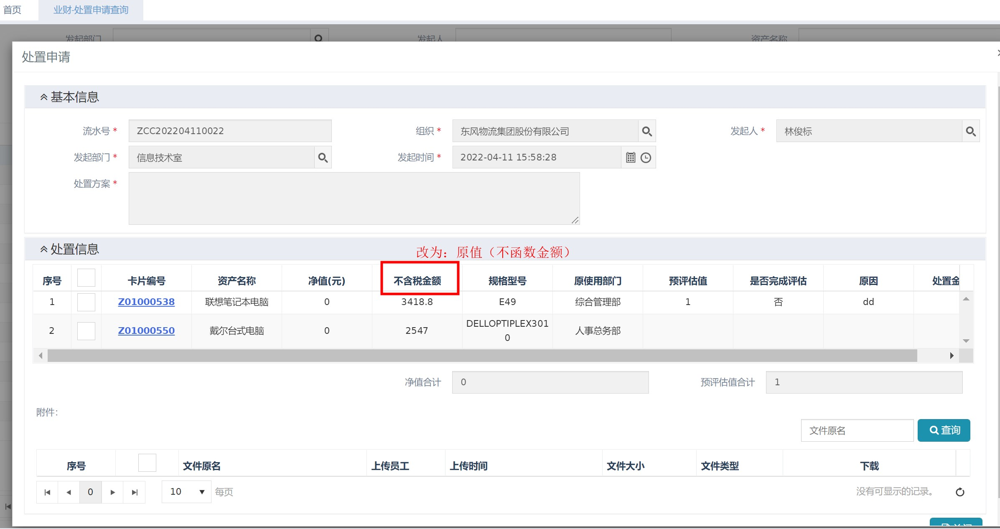 首页 业财-处置申请查询
发起部门 发起人 资产名称
处置申请
基本信息
流水号 * ZCC202204110022 组织 * 东风物流集团股份有限公司 发起人 * 林俊标
发起部门 * 信息技术室 发起时间 * 2022-04-11 15:58:28
处置方案 *
处置信息 改为：原值（不函数金额）
序号 卡片编号 资产名称 净值(元) 不含税金额 规格型号 原使用部门 预评估值 是否完成评估 原因 处置金
1 Z01000538 联想笔记本电脑 0 3418.8 E49 综合管理部 1 否 dd
2 Z01000550 戴尔台式电脑 0 2547 DELLOPTIPLEX301 人事总务部
0
净值合计 0 预评估值合计 1
附件：
文件原名 查询
序号 文件原名 上传员工 上传时间 文件大小 文件类型 下载
0 10 每页 没有可显示的记录。